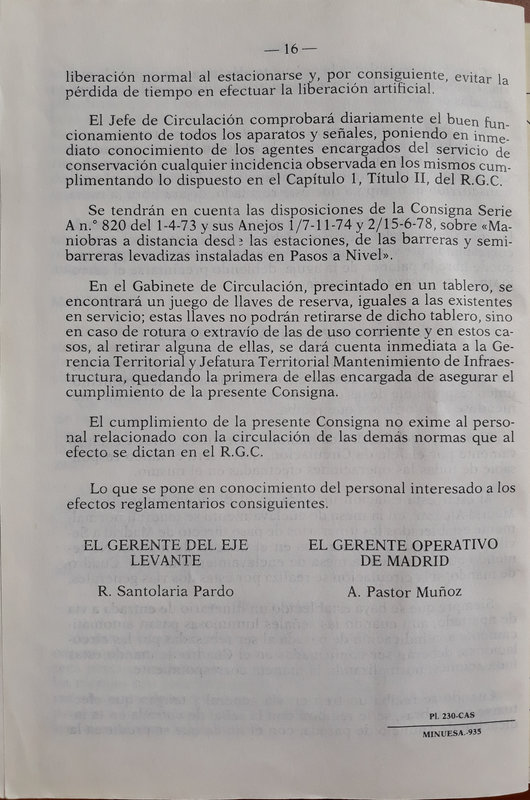 — 16 —
liberación normal al estacionarse y, por consiguiente, evitar la
pérdida de tiempo en efectuar la liberación artificial.
El Jefe de Circulación comprobará diariamente el buen fun-
cionamiento de todos los aparatos y señales, poniendo en inme-
diato conocimiento de los agentes encargados del servicio de
conservación cualquier incidencia observada en los mismos cum-
plimentando lo dispuesto en el Capítulo 1, Título II, del R.G.C.
Se tendrán en cuenta las disposiciones de la Consigna Serie
A n.° 820 del 1-4-73 y sus Anejos 1/7-11-74 y 2/15-6-78, sobre «Ma-
niobras a distancia desde las estaciones, de las barreras y semi-
barreras levadizas instaladas en Pasos a Nivel».
En el Gabinete de Circulación, precintado en un tablero, se
encontrará un juego de llaves de reserva, iguales a las existentes
en servicio; estas llaves no podrán retirarse de dicho tablero, sino
en caso de rotura o extravío de las de uso corriente y en estos ca-
sos, al retirar alguna de ellas, se dará cuenta inmediata a la Ge-
rencia Territorial y Jefatura Territorial Mantenimiento de Infraes-
tructura, quedando la primera de ellas encargada de asegurar el
cumplimiento de la presente Consigna.
El cumplimiento de la presente Consigna no exime al perso-
nal relacionado con la circulación de las demás normas que al
efecto se dictan en el R.G.C.
Lo que se pone en conocimiento del personal interesado a los
efectos reglamentarios consiguientes.
EL GERENTE DEL EJE
LEVANTE
R. Santolaria Pardo
EL GERENTE OPERATIVO
DE MADRID
A. Pastor Muñoz
Pl. 230-CAS
MINUESA.-935